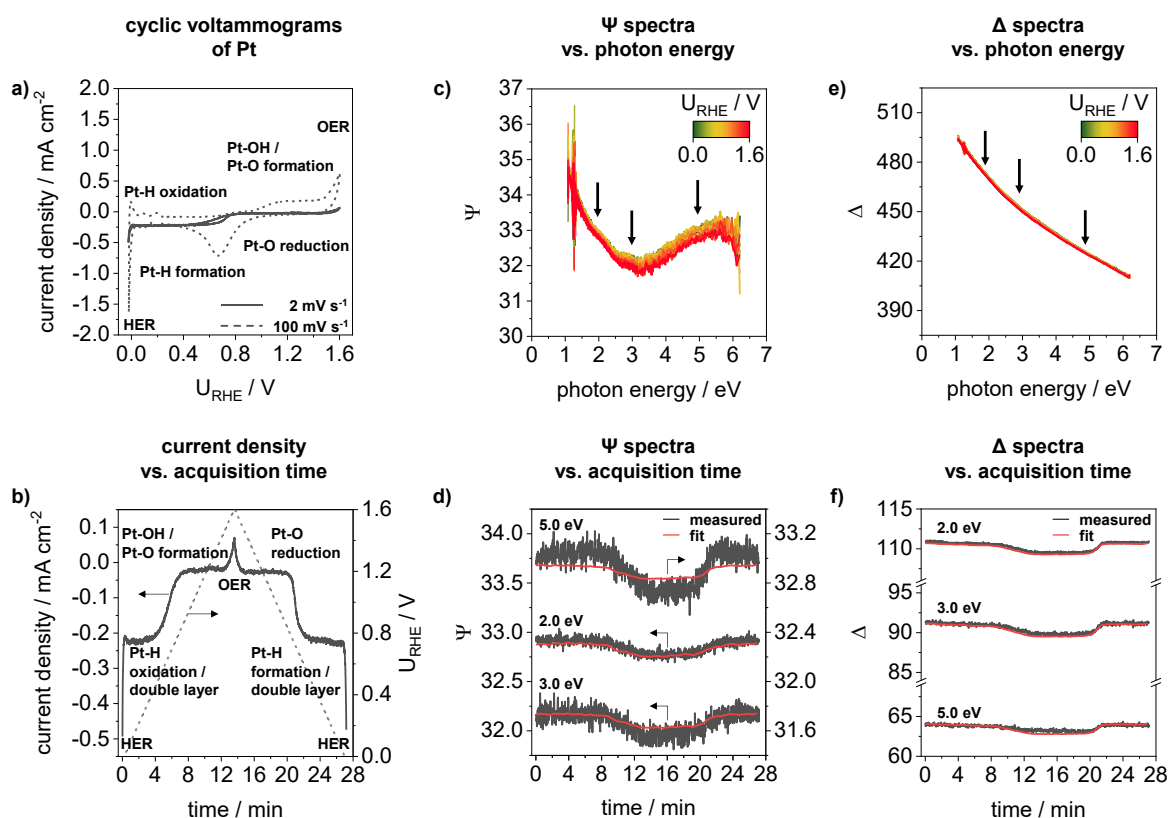 cyclic voltammograms
of Pt
Ψ spectra
vs. photon energy
Δ spectra
vs. photon energy
a)
current density / mA cm-2
2.0
1.5
1.0
0.5
0.0
-0.5
-1.0
-1.5
-2.0
OER
Pt-OH /
Pt-O formation
Pt-H oxidation
Pt-O reduction
Pt-H formation
HER
2 mV s-1
100 mV s-1
0.0 0.4 0.8 1.2 1.6
URHE / V
c)
Ψ
37
36
35
34
33
32
31
30
URHE / V
0.0 1.6
0 1 2 3 4 5 6 7
photon energy / eV
e)
Δ
480
450
420
390
URHE / V
0.0 1.6
0 1 2 3 4 5 6 7
photon energy / eV
current density
vs. acquisition time
Ψ spectra
vs. acquisition time
Δ spectra
vs. acquisition time
b)
current density / mA cm-2
0.1
0.0
-0.1
-0.2
-0.3
-0.4
-0.5
Pt-OH /
Pt-O formation
Pt-O
reduction
OER
Pt-H
oxidation /
double layer
Pt-H
formation /
double layer
HER
HER
1.6
1.2
0.8
0.4
0.0
URHE / V
0 4 8 12 16 20 24 28
time / min
d)
Ψ
34.0
33.5
33.0
32.5
32.0
5.0 eV
measured
fit
2.0 eV
3.0 eV
33.0
32.8
32.6
32.4
32.2
32.0
31.8
31.6
0 4 8 12 16 20 24 28
time / min
f)
Δ
115
110
95
90
85
65
60
2.0 eV
measured
fit
3.0 eV
5.0 eV
0 4 8 12 16 20 24 28
time / min